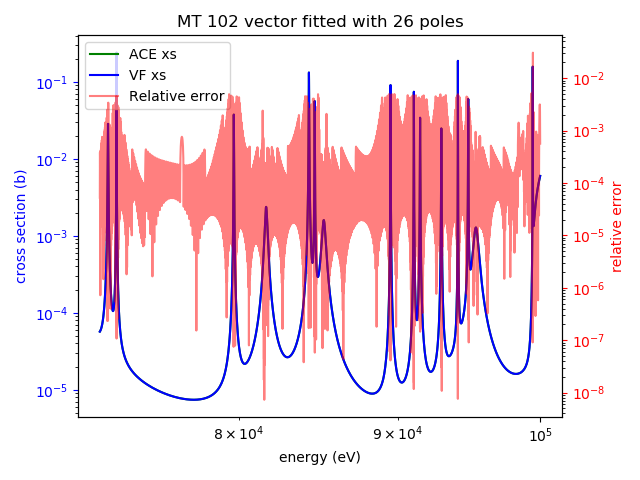 MT 102 vector fitted with 26 poles
ACE xs
VF xs
Relative error
cross section (b)
10⁻¹
10⁻²
10⁻³
10⁻⁴
10⁻⁵
10⁻²
10⁻³
10⁻⁴
10⁻⁵
10⁻⁶
10⁻⁷
10⁻⁸
relative error
8 × 10⁴
9 × 10⁴
10⁵
energy (eV)